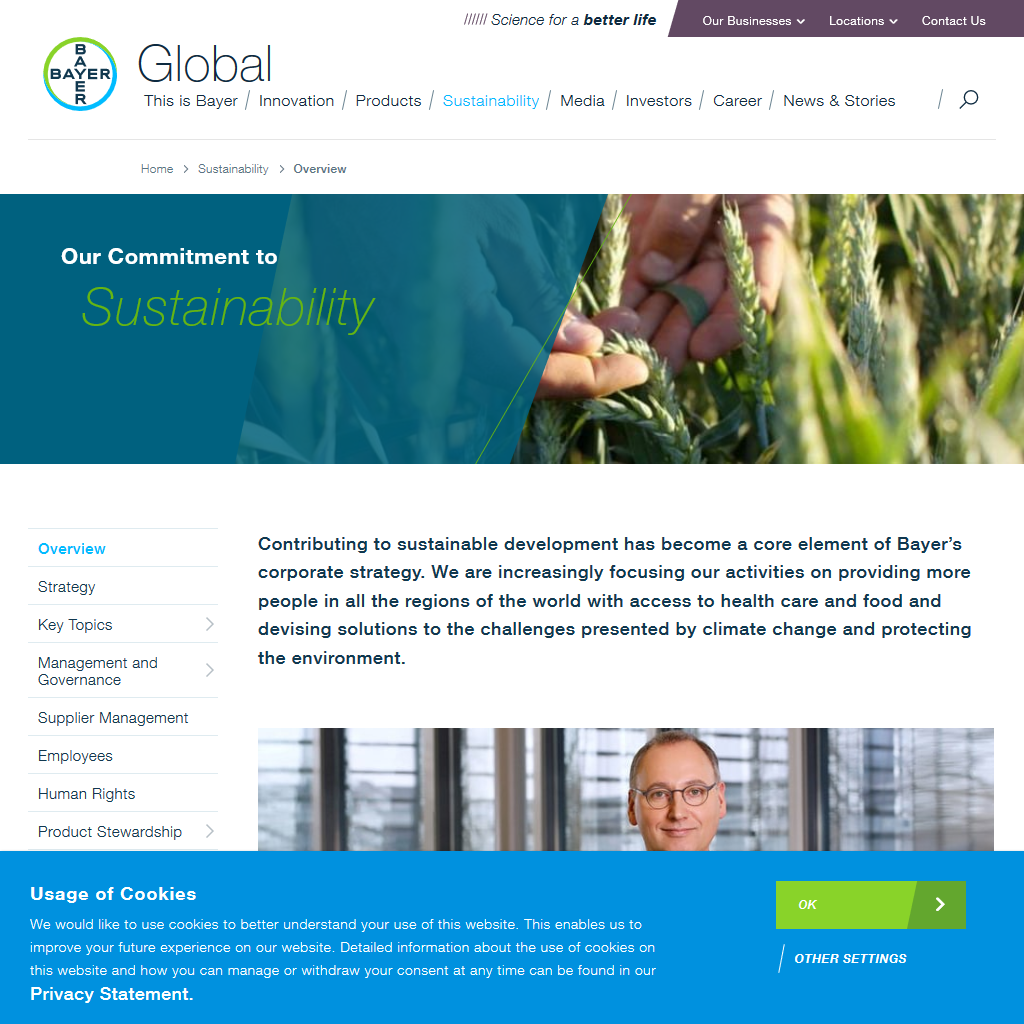 ////// Science for a better life
Our Businesses
Locations
Contact Us
BAYER
BAYER
Global
This is Bayer / Innovation / Products / Sustainability / Media / Investors / Career / News & Stories /
Home > Sustainability > Overview
Our Commitment to
Sustainability
Overview
Strategy
Key Topics
Management and
Governance
Supplier Management
Employees
Human Rights
Product Stewardship
Contributing to sustainable development has become a core element of Bayer’s
corporate strategy. We are increasingly focusing our activities on providing more
people in all the regions of the world with access to health care and food and
devising solutions to the challenges presented by climate change and protecting
the environment.
Usage of Cookies
We would like to use cookies to better understand your use of this website. This enables us to
improve your future experience on our website. Detailed information about the use of cookies on
this website and how you can manage or withdraw your consent at any time can be found in our
Privacy Statement.
OK
OTHER SETTINGS